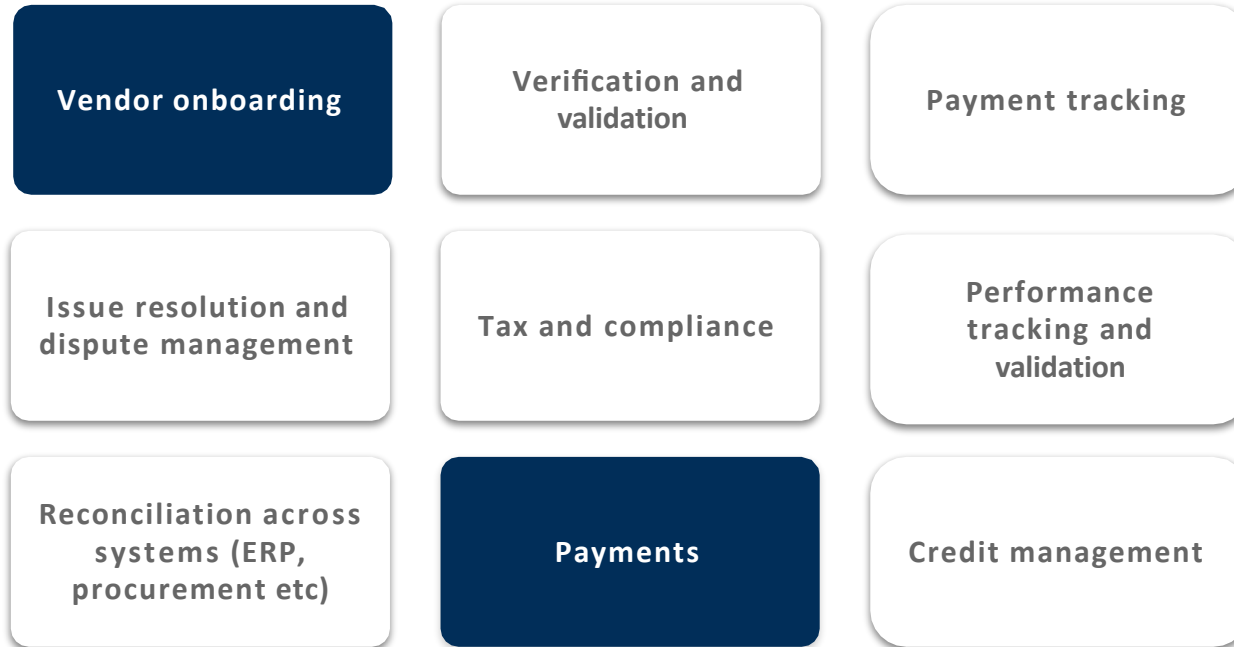 Vendor onboarding
Verification and
validation
Payment tracking
Issue resolution and
dispute management
Tax and compliance
Performance
tracking and
validation
Reconciliation across
systems (ERP,
procurement etc)
Payments
Credit management